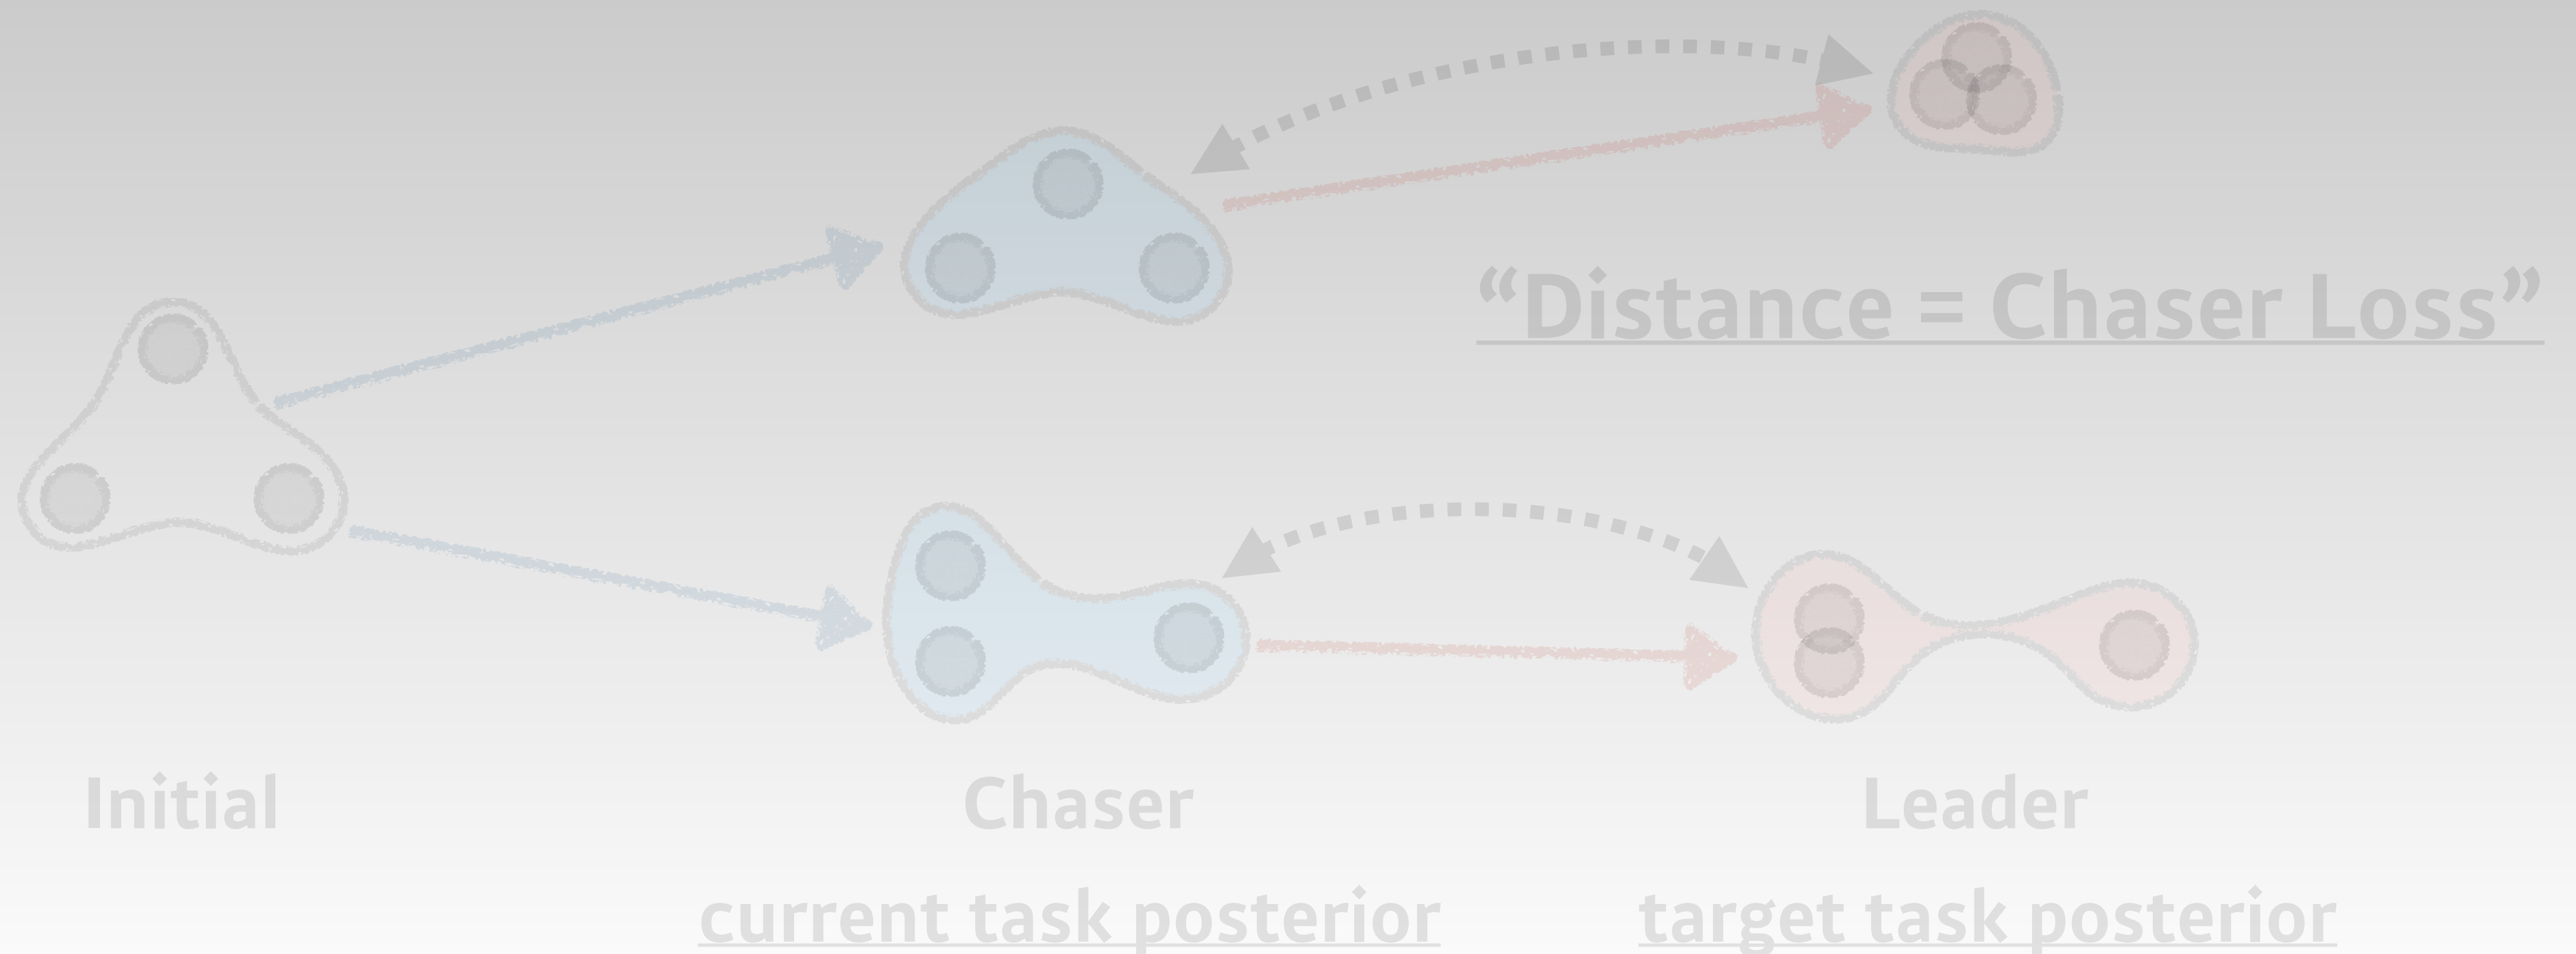 “Distance = Chaser Loss”
Initial
Chaser
Leader
current task posterior
target task posterior